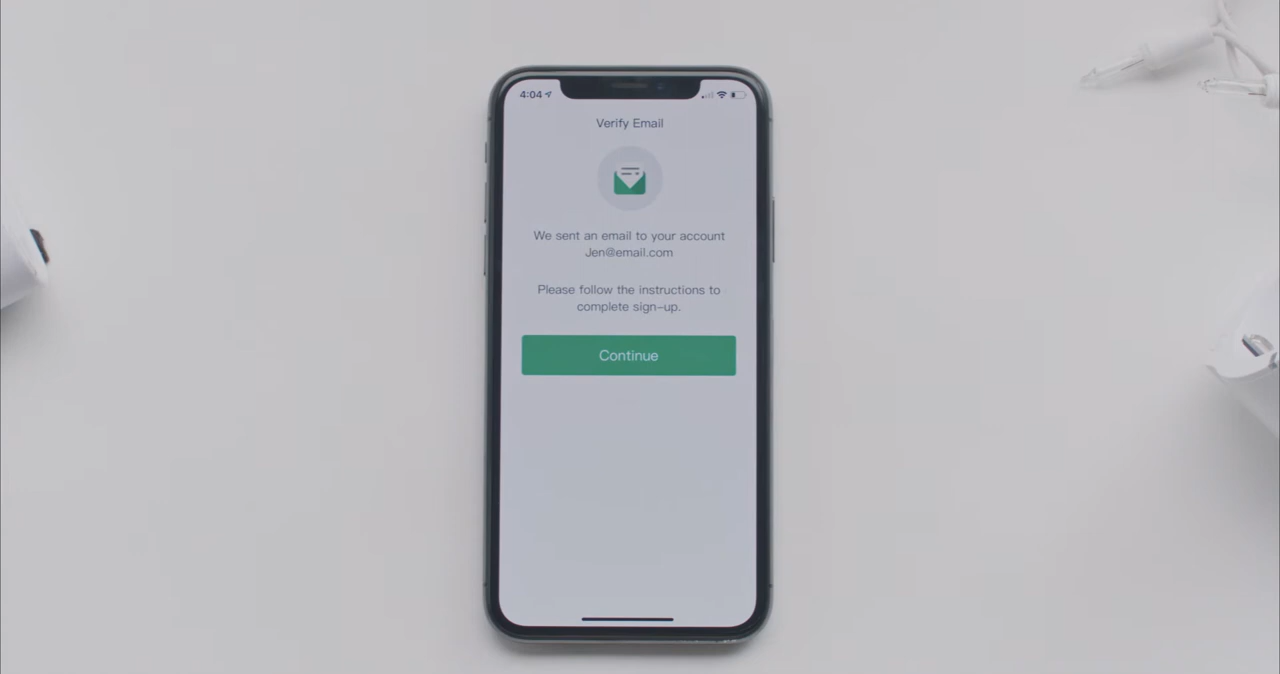 4:04
Verify Email
We sent an email to your account
Jen@email.com
Please follow the instructions to
complete sign-up.
Continue